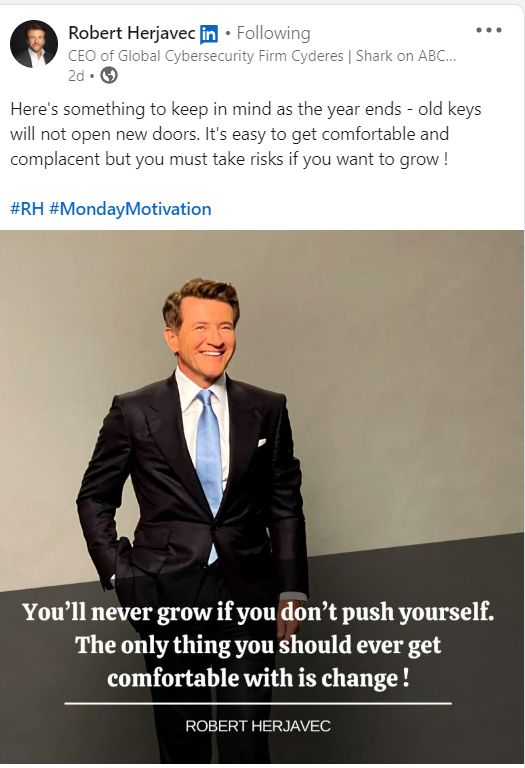 Robert Herjavec in • Following
CEO of Global Cybersecurity Firm Cyderes | Shark on ABC...
2d •
Here's something to keep in mind as the year ends - old keys
will not open new doors. It's easy to get comfortable and
complacent but you must take risks if you want to grow !
#RH #MondayMotivation
You'll never grow if you don't push yourself.
The only thing you should ever get
comfortable with is change !
ROBERT HERJAVEC